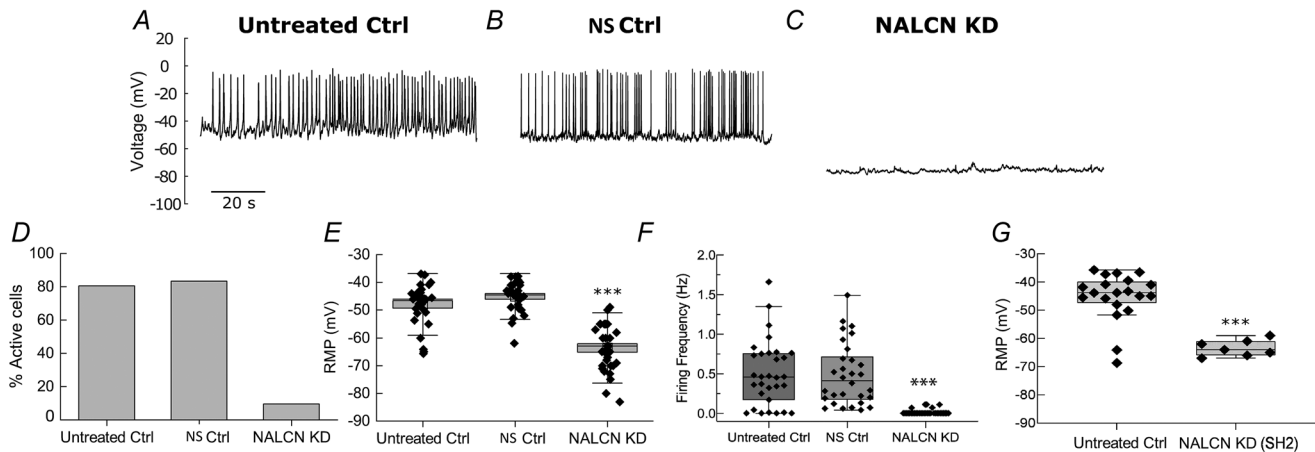 A Untreated Ctrl
B NS Ctrl
C NALCN KD
Voltage (mV)
20
0
-20
-40
-60
-80
-100
20 s
D
% Active cells
100
80
60
40
20
0
Untreated Ctrl NS Ctrl NALCN KD
E
RMP (mV)
-30
-40
-50
-60
-70
-80
-90
***
Untreated Ctrl NS Ctrl NALCN KD
F
Firing Frequency (Hz)
2.0
1.5
1.0
0.5
0.0
***
Untreated Ctrl NS Ctrl NALCN KD
G
RMP (mV)
-30
-40
-50
-60
-70
-80
-90
***
Untreated Ctrl NALCN KD (SH2)